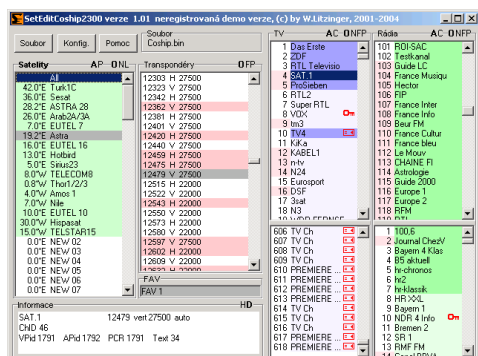 SetEditCoship2300 verze 1.01 neregistrovaná demo verze, (c) by W.Litzinger, 2001-2004
Soubor
Konfig.
Pomoc
Soubor
Coship.bin
Satelity AP ONL
All
42.0°E Turk1C
36.0°E Sesat
28.2°E ASTRA 28
26.0°E Arab2A/3A
7.0°E EUTEL 7
19.2°E Astra
16.0°E EUTEL 16
13.0°E Hotbird
5.0°E Sirius23
8.0°W TELECOM8
0.8°W Thor1/2/3
4.0°W Amos 1
7.0°W Nile
10.0°E EUTEL 10
30.0°W Hispasat
15.0°W TELSTAR15
0.0°E NEW 02
0.0°E NEW 03
0.0°E NEW 04
0.0°E NEW 05
0.0°E NEW 06
0.0°E NEW 07
Transpondéry OFP
12303 H 27500
12323 V 27500
12342 H 27500
12362 V 27500
12381 H 27500
12401 V 27500
12420 H 27500
12440 V 27500
12459 H 27500
12475 H 27500
12479 V 27500
12515 H 22000
12522 V 22000
12543 H 22000
12550 V 22000
12573 H 22000
12580 V 22000
12597 V 27500
12602 H 22000
12609 V 22000
12633 H 22000
FAV
FAV 1
TV AC ONFP
1 Das Erste
2 ZDF
3 RTL Televisio
4 SAT.1
5 ProSieben
6 RTL2
7 Super RTL
8 VOX
9 tm3
10 TV4
11 KiKa
12 KABEL1
13 n-tv
14 N24
15 Eurosport
16 DSF
17 3sat
18 N3
606 TV Ch
607 TV Ch
608 TV Ch
609 TV Ch
610 PREMIERE ...
611 PREMIERE ...
612 PREMIERE ...
613 PREMIERE ...
614 TV Ch
615 TV Ch
616 TV Ch
617 PREMIERE ...
618 PREMIERE ...
Rádia AC ONFP
101 ROI-SAC
102 Testkanal
103 Guide LC
104 France Musiqu
105 Hector
106 FIP
107 France Inter
108 France Info
109 Beur FM
110 France Cultur
111 France bleu
112 Le Mouv
113 CHAINE FI
114 Astrologie
115 Guide 2000
116 Europe 1
117 Europe 2
118 RFM
1 100,6
2 Journal ChezV
3 Bayern 4 Klas
4 B5 aktuell
5 hr-chronos
6 hr2
7 hr-klassik
8 HR XXL
9 Bayern 1
10 NDR 4 Info
11 Bremen 2
12 SR 1
13 RMF FM
Informace HD-
SAT.1 12479 vert 27500 auto
ChID 46
VPid 1791 APid 1792 PCR 1791 Text 34